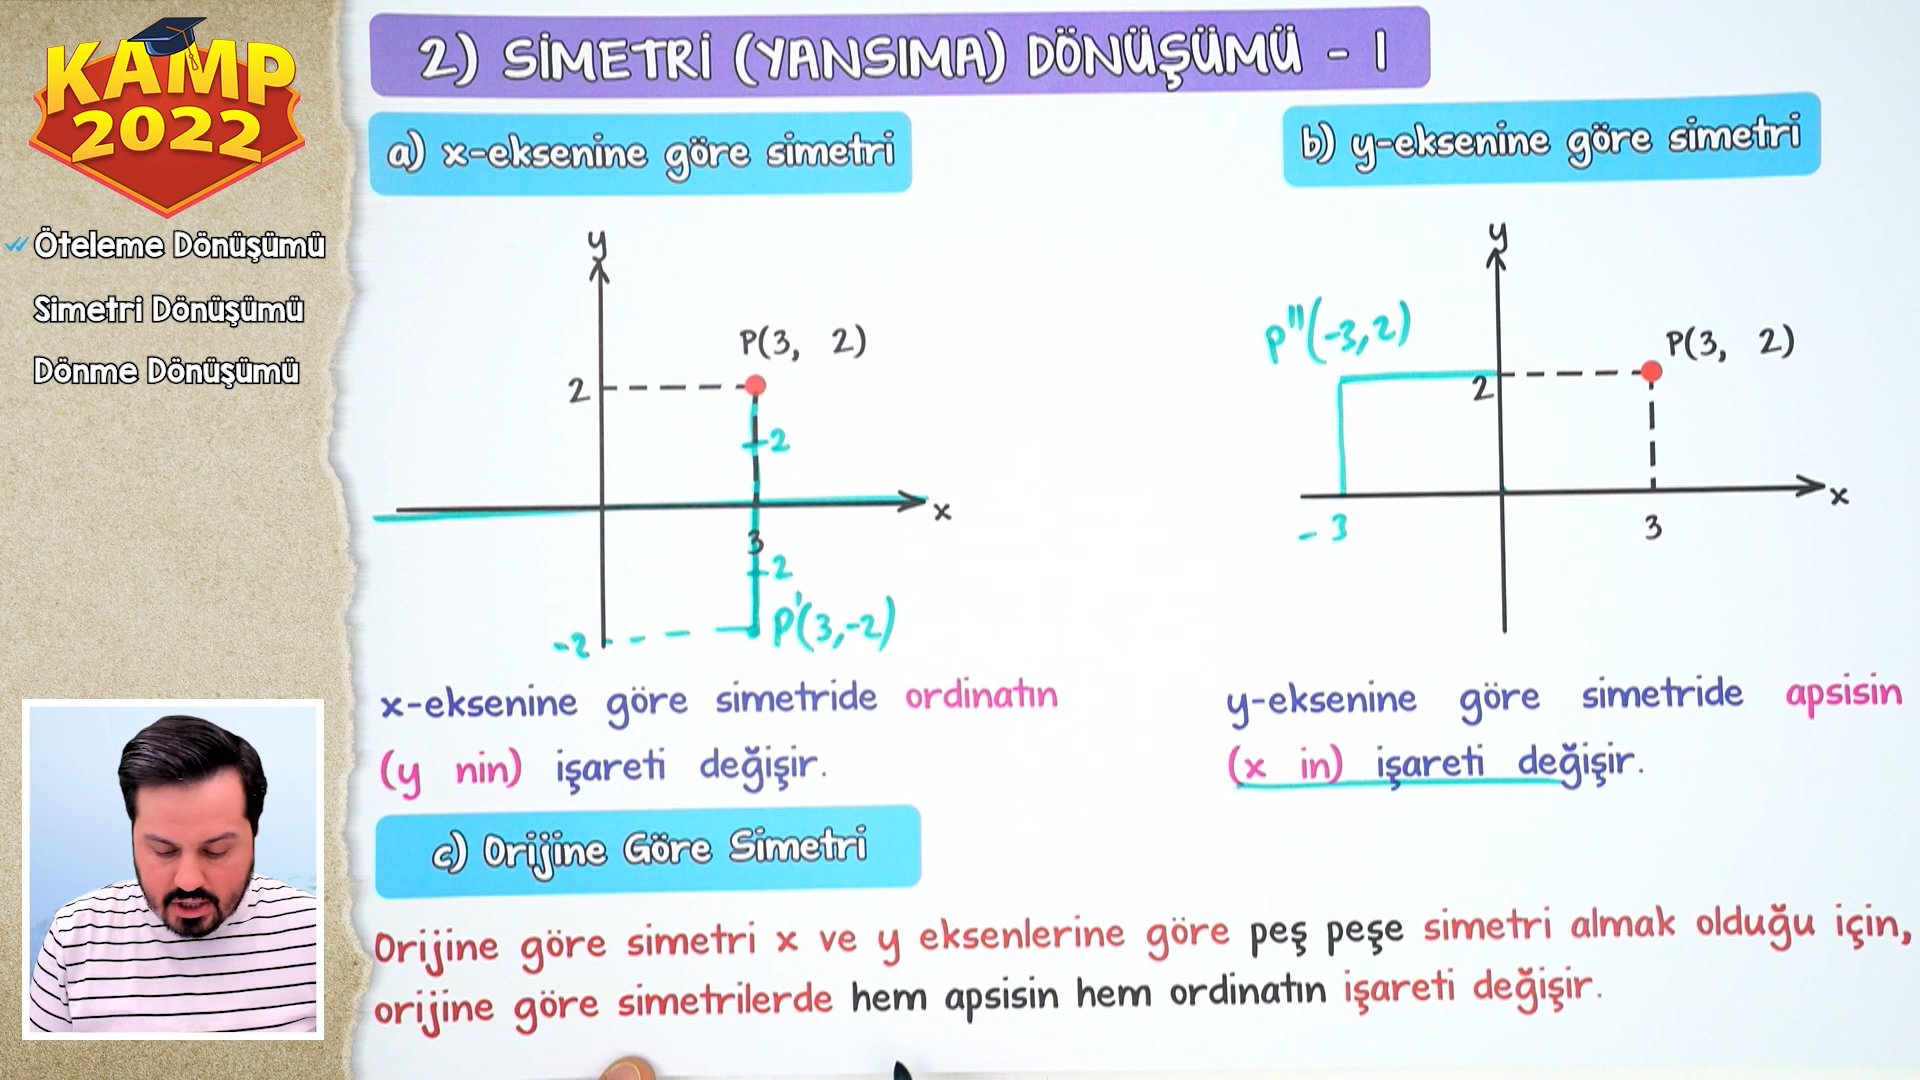 KAMP
2022
Öteleme Dönüşümü
Simetri Dönüşümü
Dönme Dönüşümü
2) SİMETRİ (YANSIMA) DÖNÜŞÜMÜ - 1
a) x-eksenine göre simetri
y
P(3, 2)
2
2
x
3
2
P'(3,-2)
-2
x-eksenine göre simetride ordinatın
(y nin) işareti değişir.
b) y-eksenine göre simetri
y
P''(-3,2)
P(3, 2)
2
x
-3
3
y-eksenine göre simetride apsisin
(x in) işareti değişir.
c) Orijine Göre Simetri
Orijine göre simetri x ve y eksenlerine göre peş peşe simetri almak olduğu için,
orijine göre simetrilerde hem apsisin hem ordinatın işareti değişir.